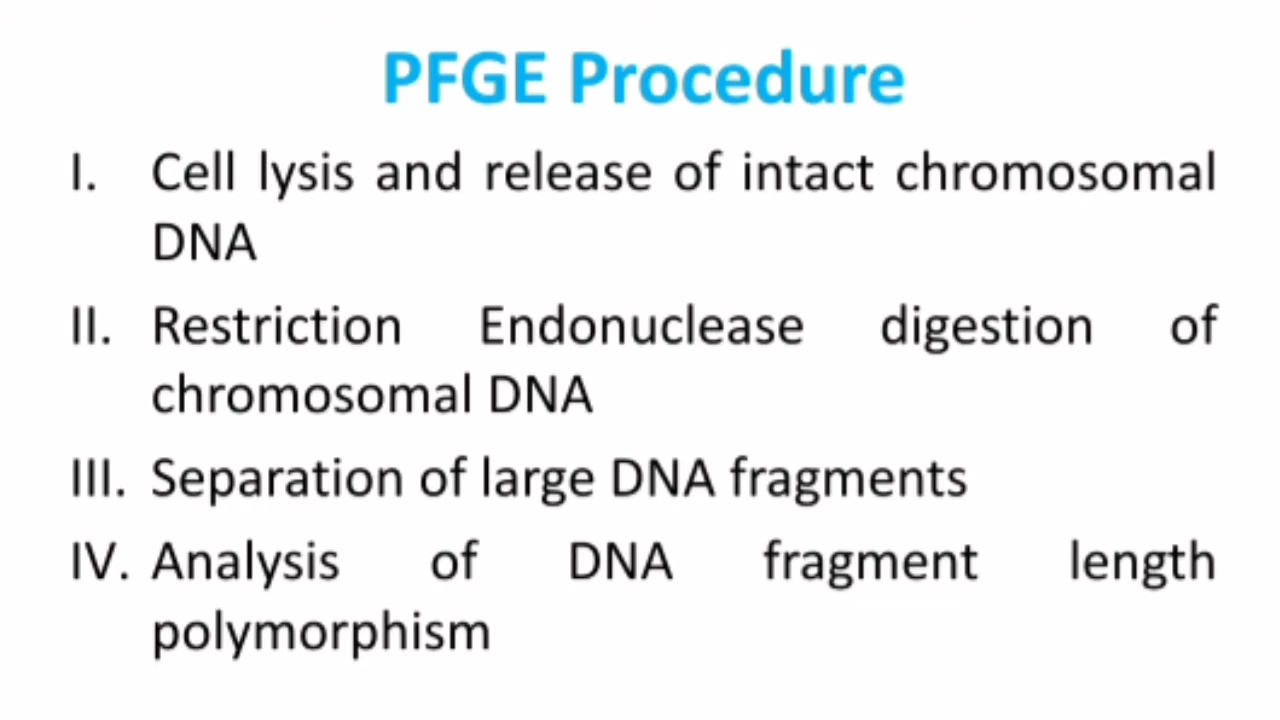 PFGE Procedure
I. Cell lysis and release of intact chromosomal
DNA
II. Restriction Endonuclease digestion of
chromosomal DNA
III. Separation of large DNA fragments
IV. Analysis of DNA fragment length
polymorphism